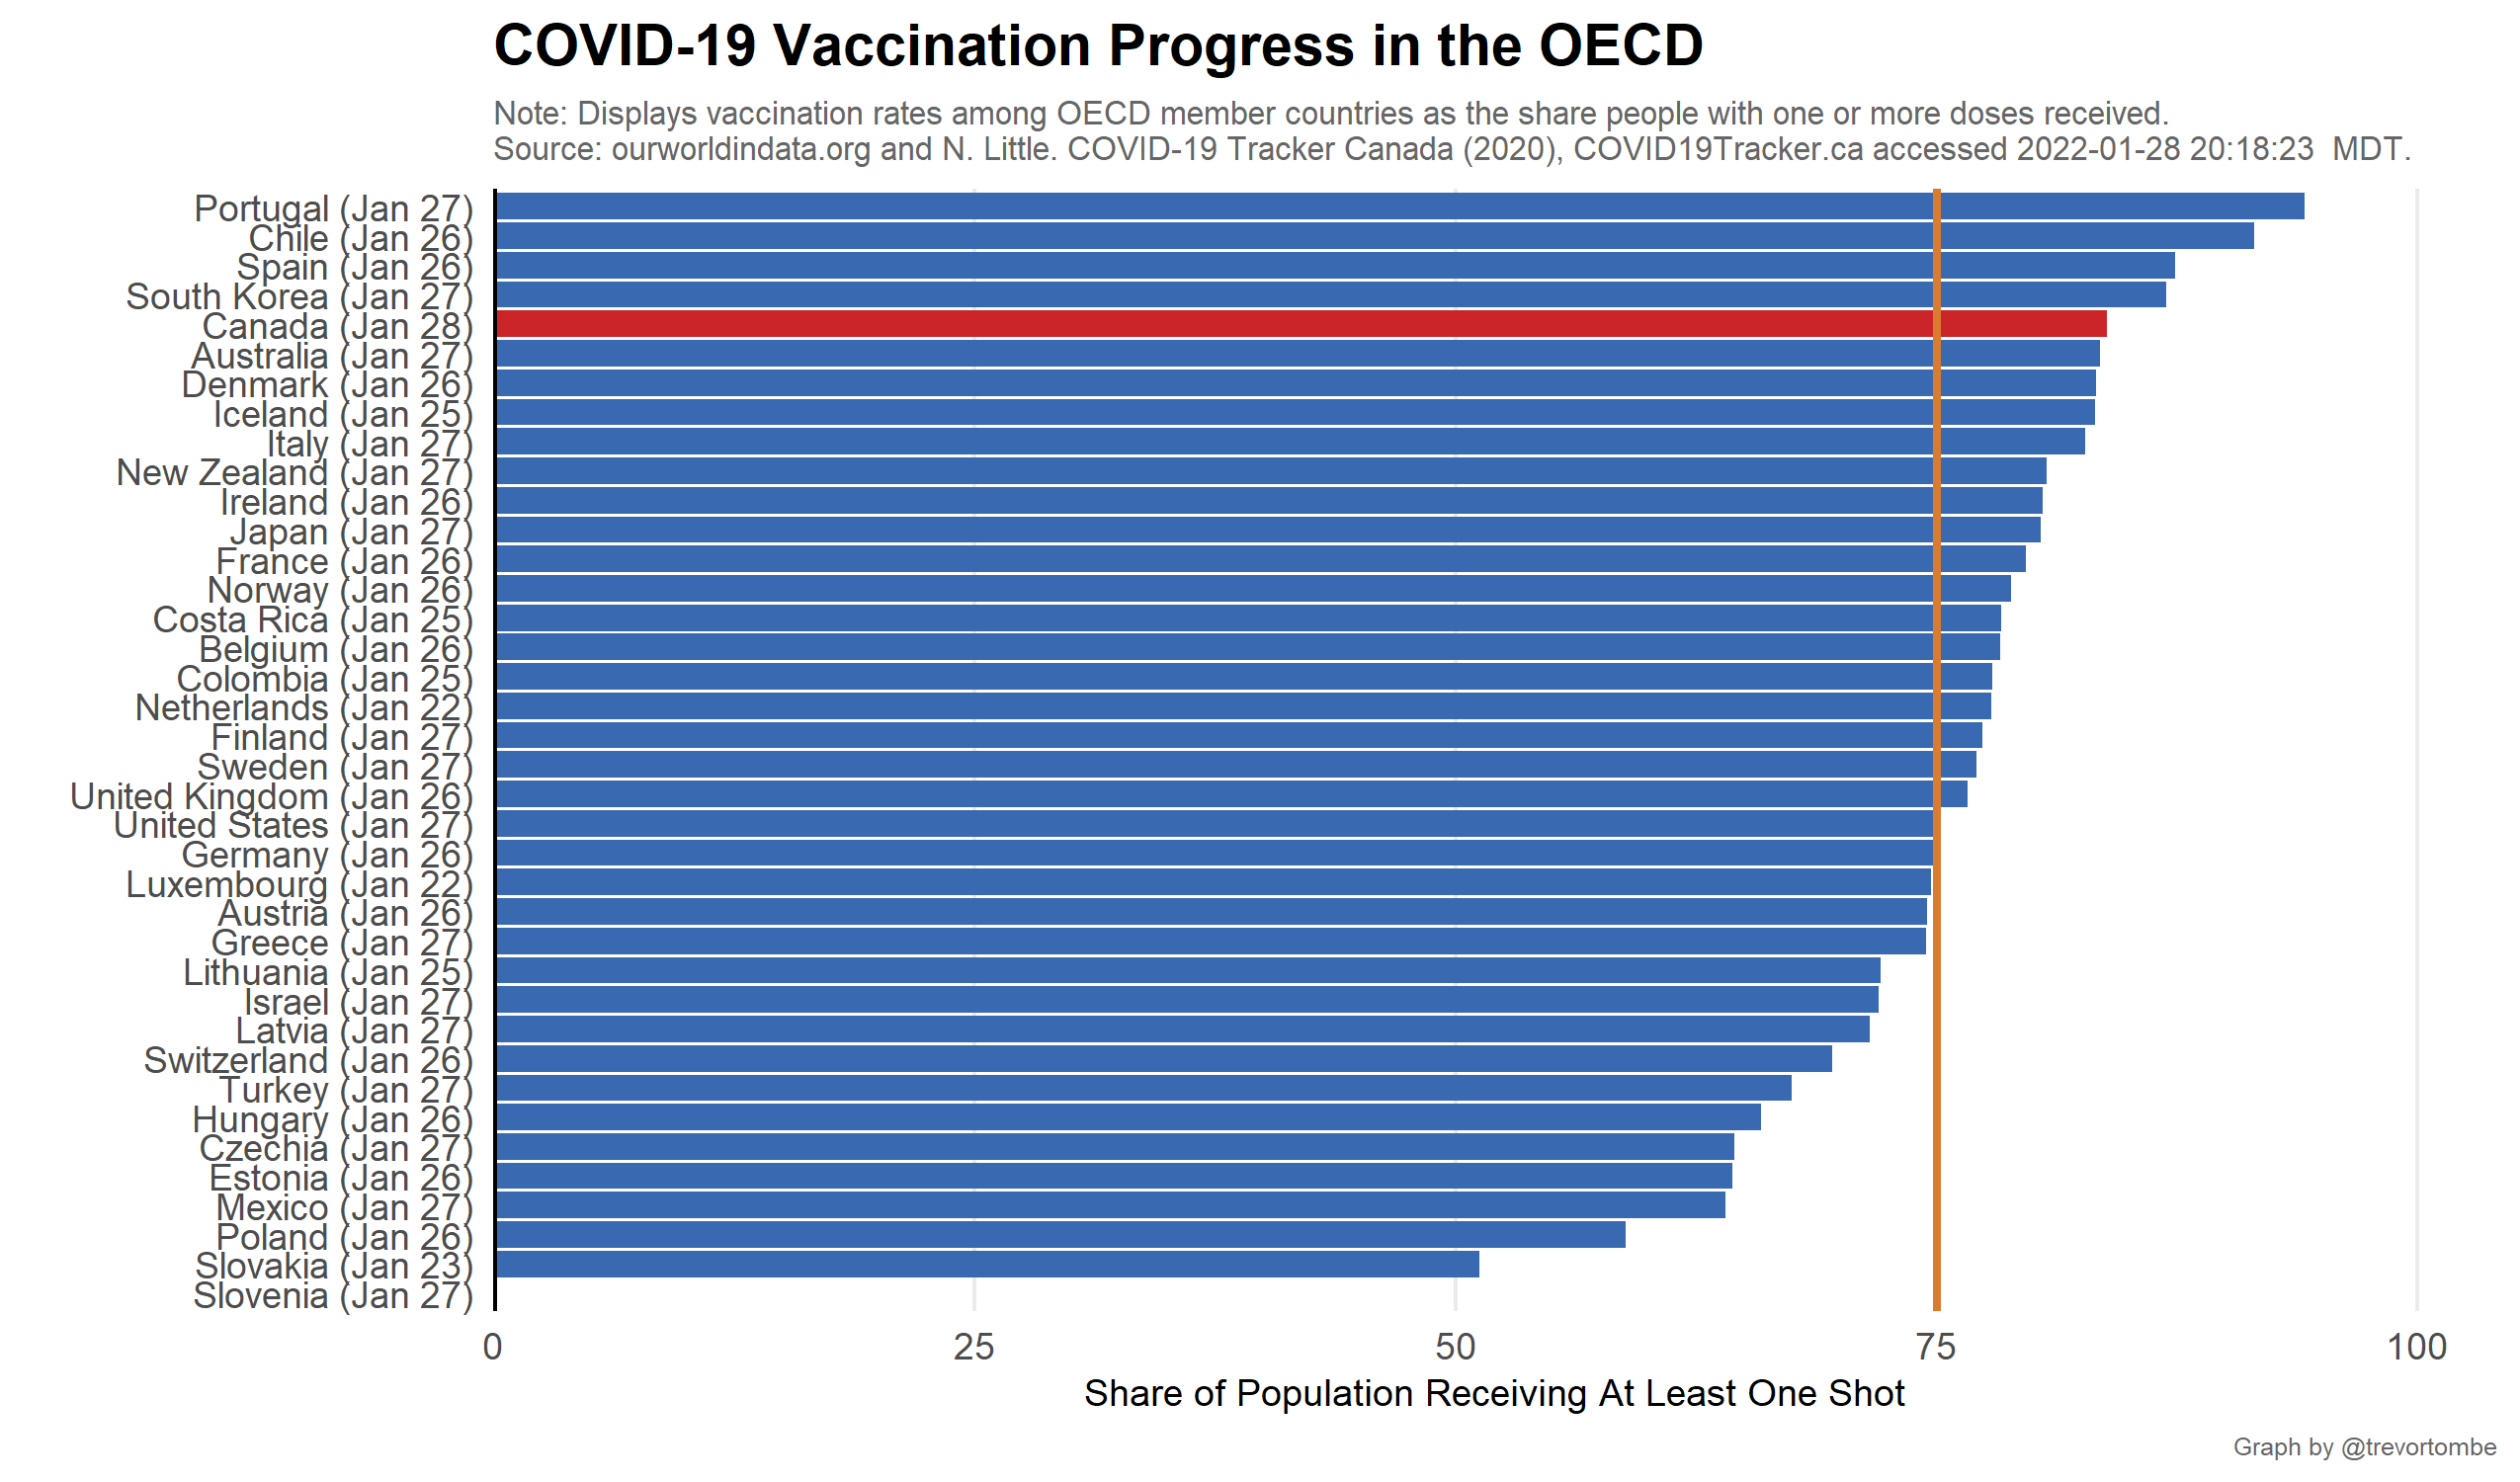 COVID-19 Vaccination Progress in the OECD
Note: Displays vaccination rates among OECD member countries as the share people with one or more doses received.
Source: ourworldindata.org and N. Little. COVID-19 Tracker Canada (2020), COVID19Tracker.ca accessed 2022-01-28 20:18:23  MDT.
Portugal (Jan 27)
Chile (Jan 26)
Spain (Jan 26)
South Korea (Jan 27)
Canada (Jan 28)
Australia (Jan 27)
Denmark (Jan 26)
Iceland (Jan 25)
Italy (Jan 27)
New Zealand (Jan 27)
Ireland (Jan 26)
Japan (Jan 27)
France (Jan 26)
Norway (Jan 26)
Costa Rica (Jan 25)
Belgium (Jan 26)
Colombia (Jan 25)
Netherlands (Jan 22)
Finland (Jan 27)
Sweden (Jan 27)
United Kingdom (Jan 26)
United States (Jan 27)
Germany (Jan 26)
Luxembourg (Jan 22)
Austria (Jan 26)
Greece (Jan 27)
Lithuania (Jan 25)
Israel (Jan 27)
Latvia (Jan 27)
Switzerland (Jan 26)
Turkey (Jan 27)
Hungary (Jan 26)
Czechia (Jan 27)
Estonia (Jan 26)
Mexico (Jan 27)
Poland (Jan 26)
Slovakia (Jan 23)
Slovenia (Jan 27)
0 25 50 75 100
Share of Population Receiving At Least One Shot
Graph by @trevortombe